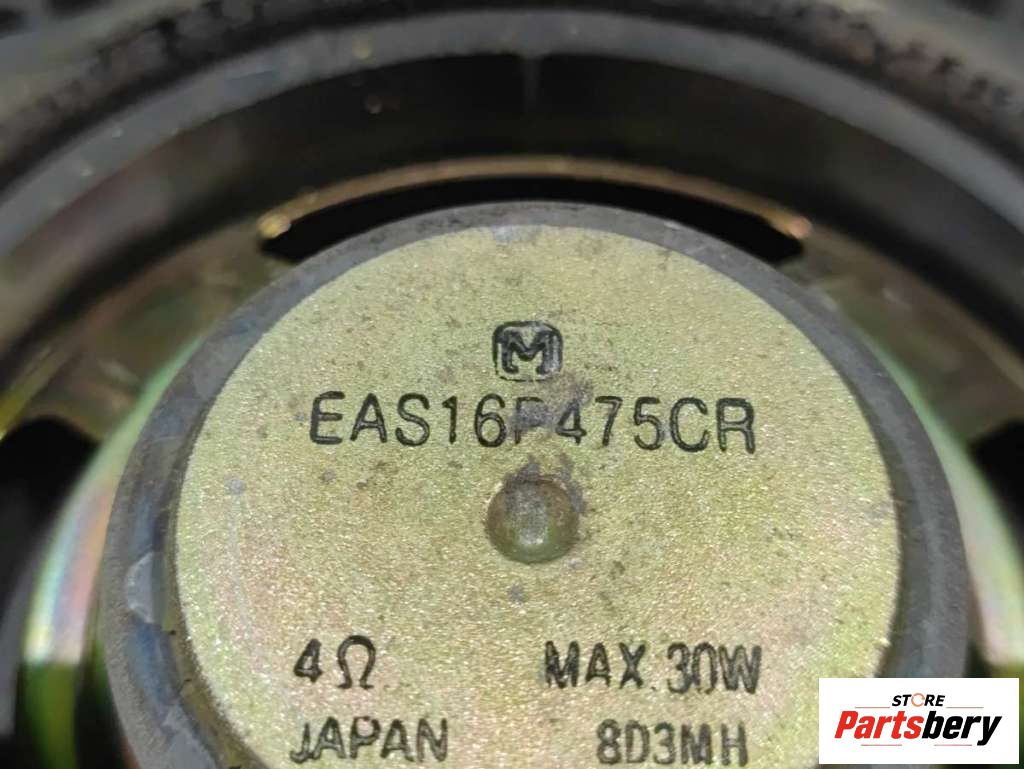 M
EAS16P475CR
4Ω MAX.30W
JAPAN 8D3MH
STORE
Partsbery